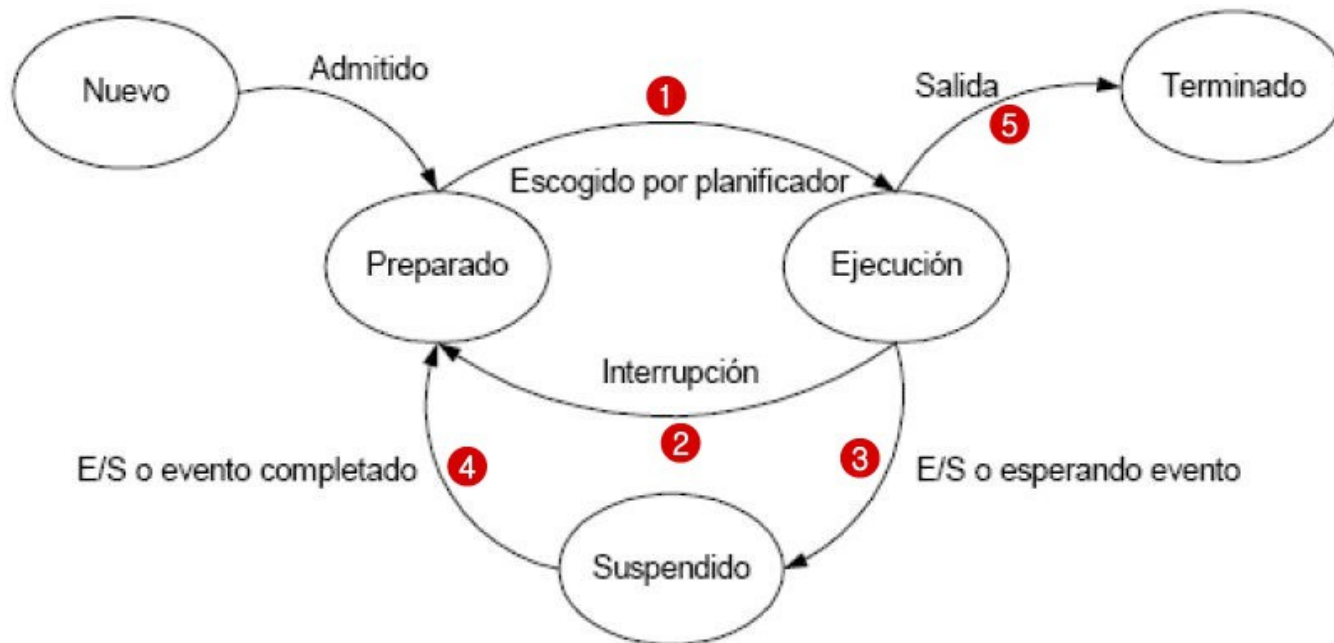 Nuevo
Admitido
1
Salida
5
Terminado
Escogido por planificador
Preparado
Ejecución
Interrupción
2
E/S o evento completado
4
3
E/S o esperando evento
Suspendido